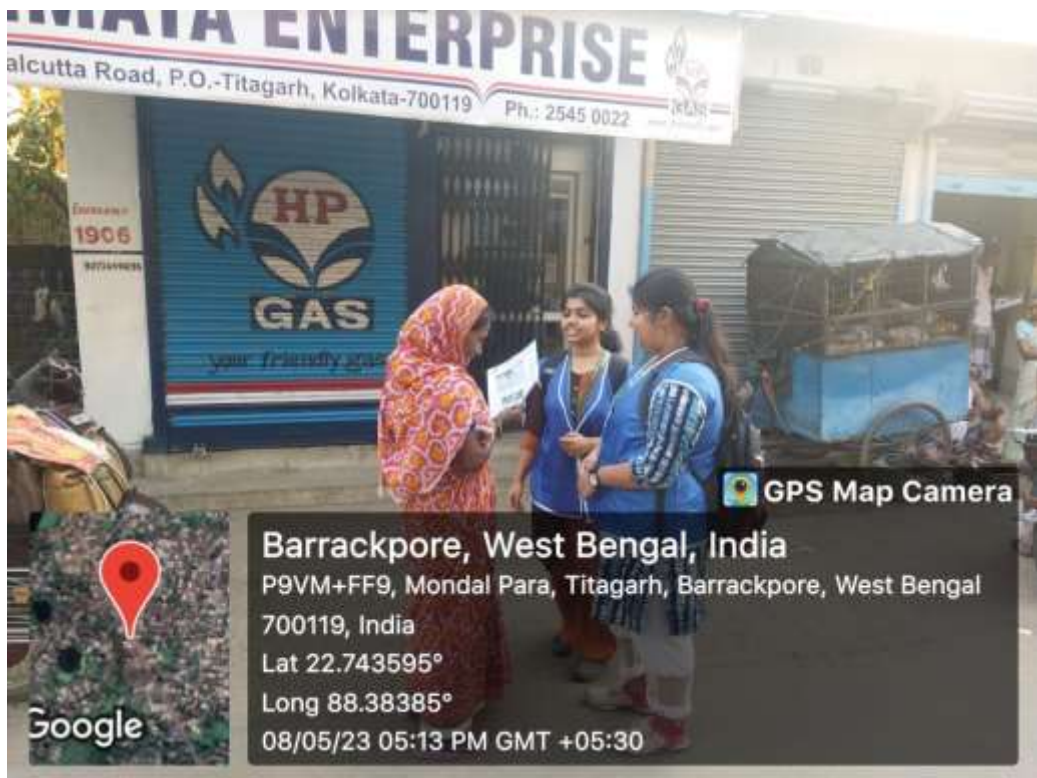 ENTERPRISE
alcutta Road, P.O.-Titagarh, Kolkata-700119 Ph.: 2545 0022
1906
HP
GAS
your friendly gas
GPS Map Camera
Barrackpore, West Bengal, India
P9VM+FF9, Mondal Para, Titagarh, Barrackpore, West Bengal
700119, India
Lat 22.743595°
Long 88.38385°
08/05/23 05:13 PM GMT +05:30
Google